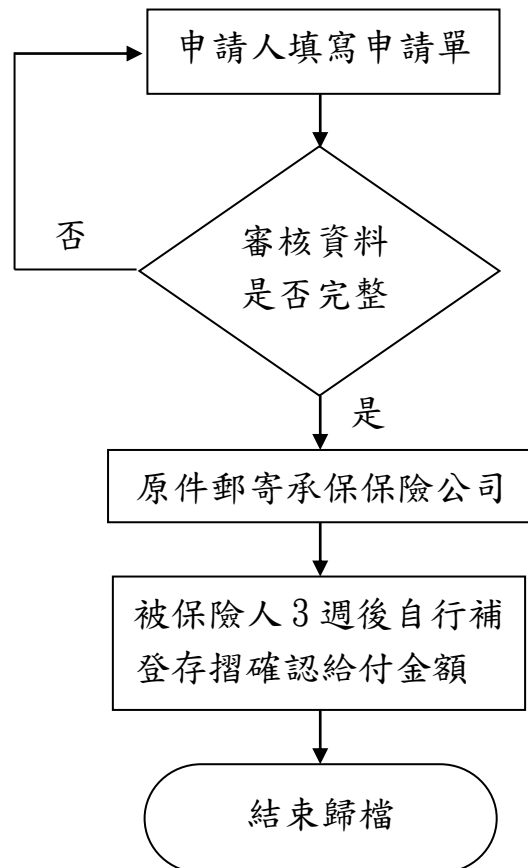 申請人填寫申請單
否
審核資料
是否完整
是
原件郵寄承保保險公司
被保險人3週後自行補
登存摺確認給付金額
結束歸檔